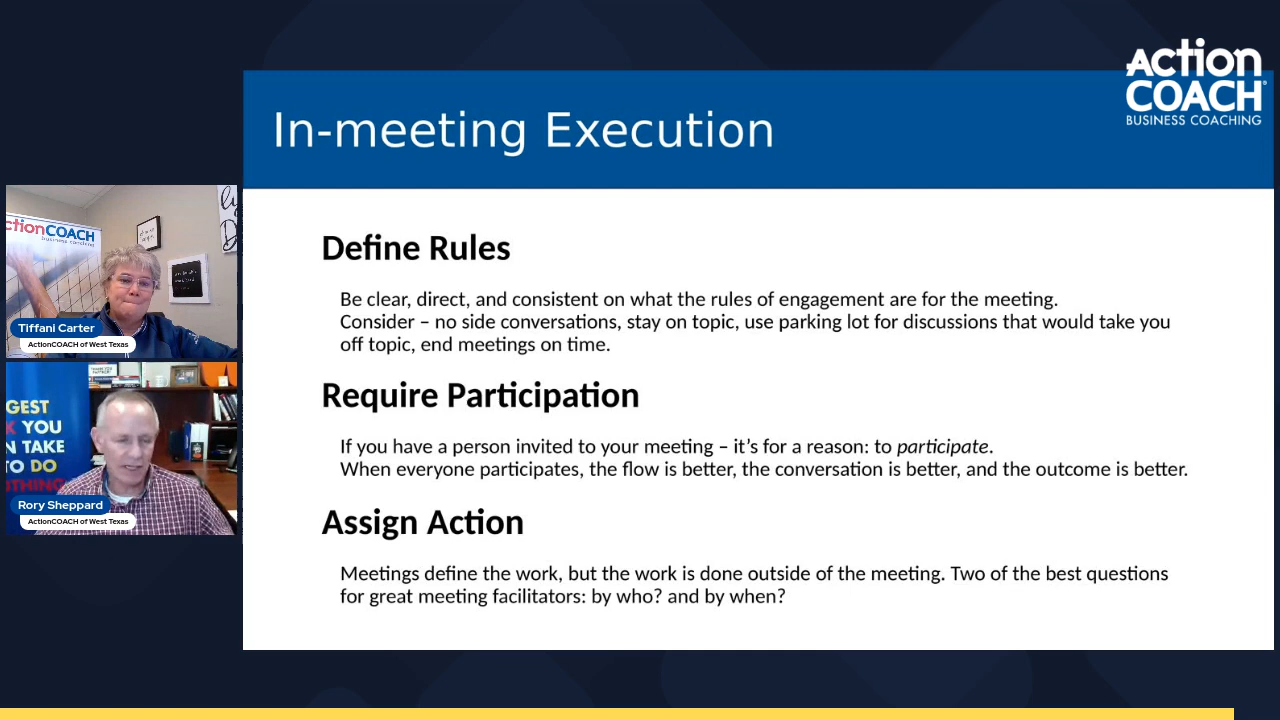 ACTION
COACH
BUSINESS COACHING
In-meeting Execution
Define Rules
Be clear, direct, and consistent on what the rules of engagement are for the meeting.
Consider – no side conversations, stay on topic, use parking lot for discussions that would take you
off topic, end meetings on time.
Require Participation
If you have a person invited to your meeting – it’s for a reason: to participate.
When everyone participates, the flow is better, the conversation is better, and the outcome is better.
Assign Action
Meetings define the work, but the work is done outside of the meeting. Two of the best questions
for great meeting facilitators: by who? and by when?
ctionCOACH
business coaching
Tiffani Carter
ActionCOACH of West Texas
GEST
K YOU
N TAKE
TO DO
OTHING
Rory Sheppard
ActionCOACH of West Texas